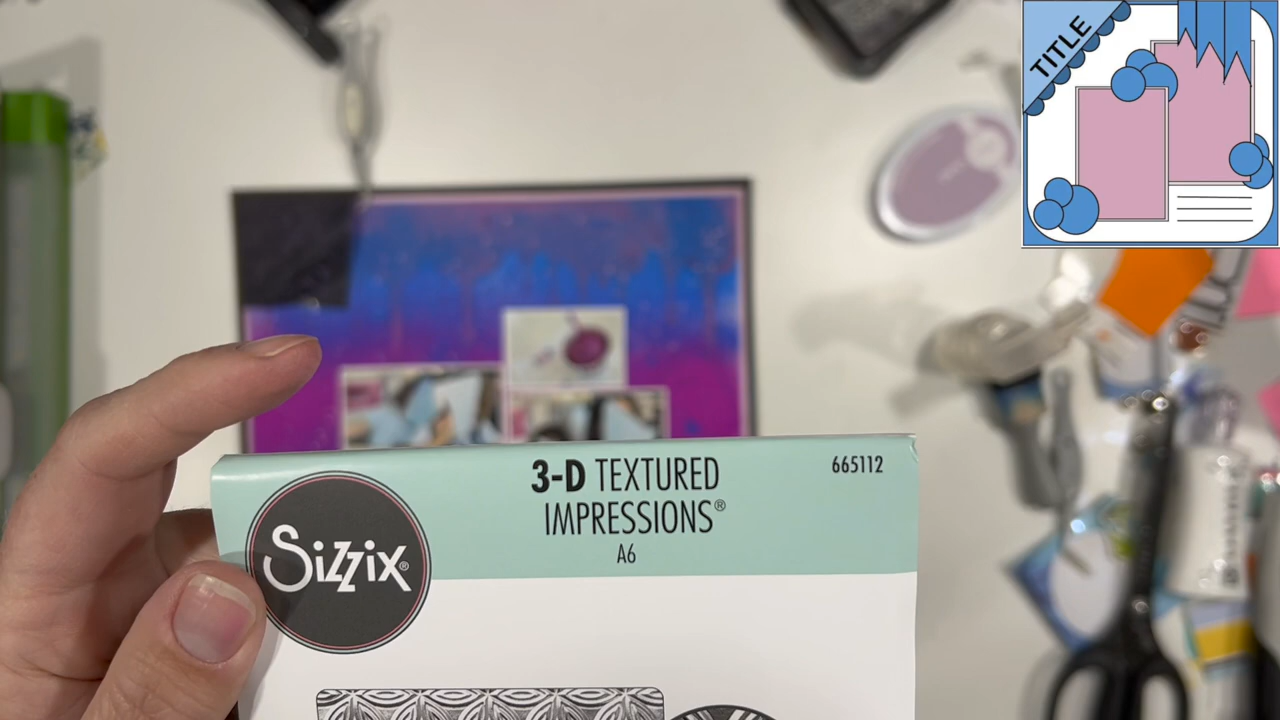 TITLE
3-D TEXTURED
IMPRESSIONS®
A6
665112
Sizzix®